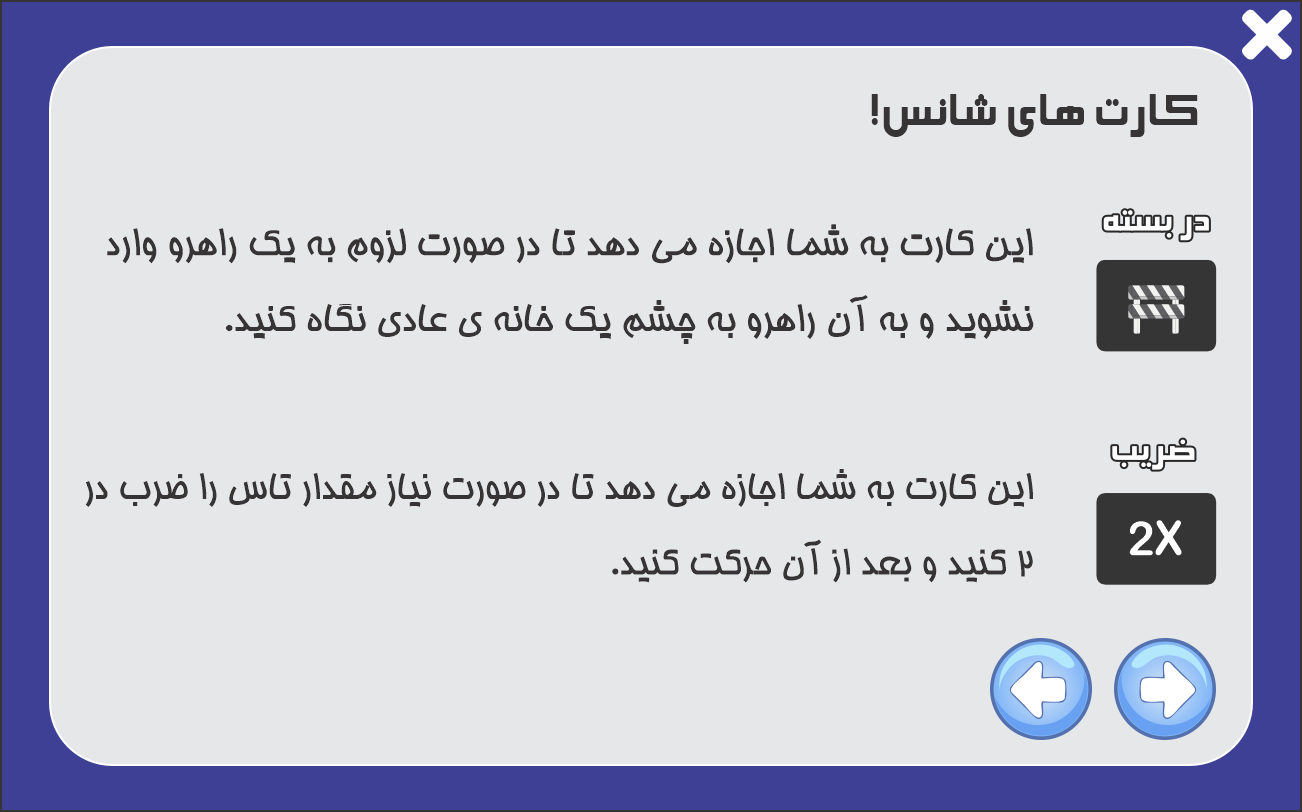 کارت های شانس!
در بسته
این کارت به شما اجازه می دهد تا در صورت لزوم به یک راهرو وارد
نشوید و به آن راهرو به چشم یک خانه ی عادی نگاه کنید.
ضریب
این کارت به شما اجازه می دهد تا در صورت نیاز مقدار تاس را ضرب در
۲ کنید و بعد از آن حرکت کنید.
2X